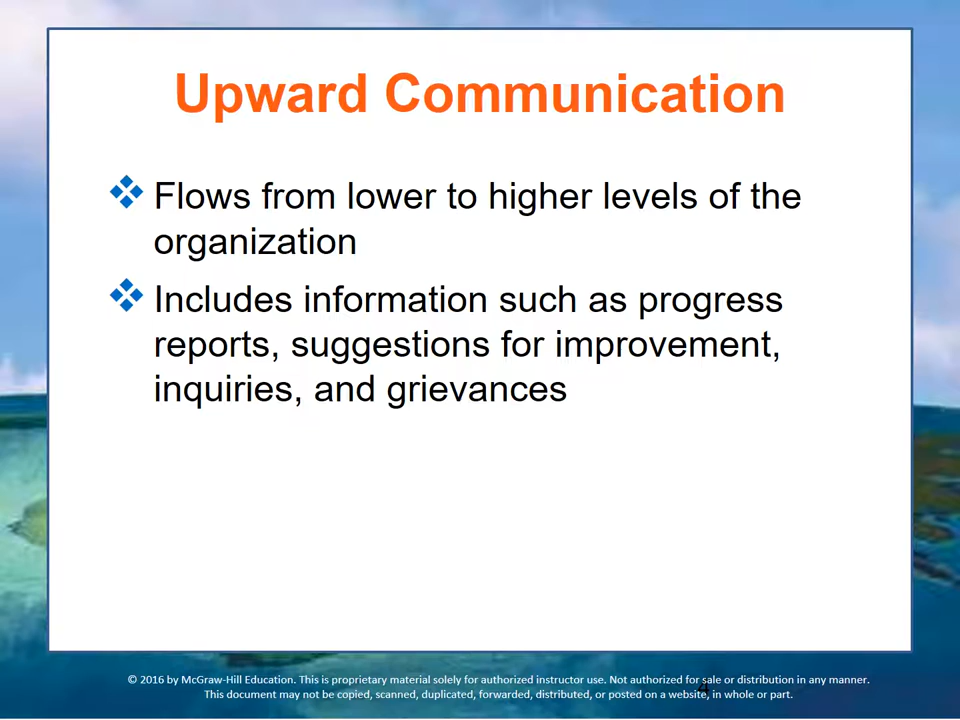 Upward Communication
❖ Flows from lower to higher levels of the
organization
❖ Includes information such as progress
reports, suggestions for improvement,
inquiries, and grievances
© 2016 by McGraw-Hill Education. This is proprietary material solely for authorized instructor use. Not authorized for sale or distribution in any manner.
This document may not be copied, scanned, duplicated, forwarded, distributed, or posted on a website, in whole or part.
4